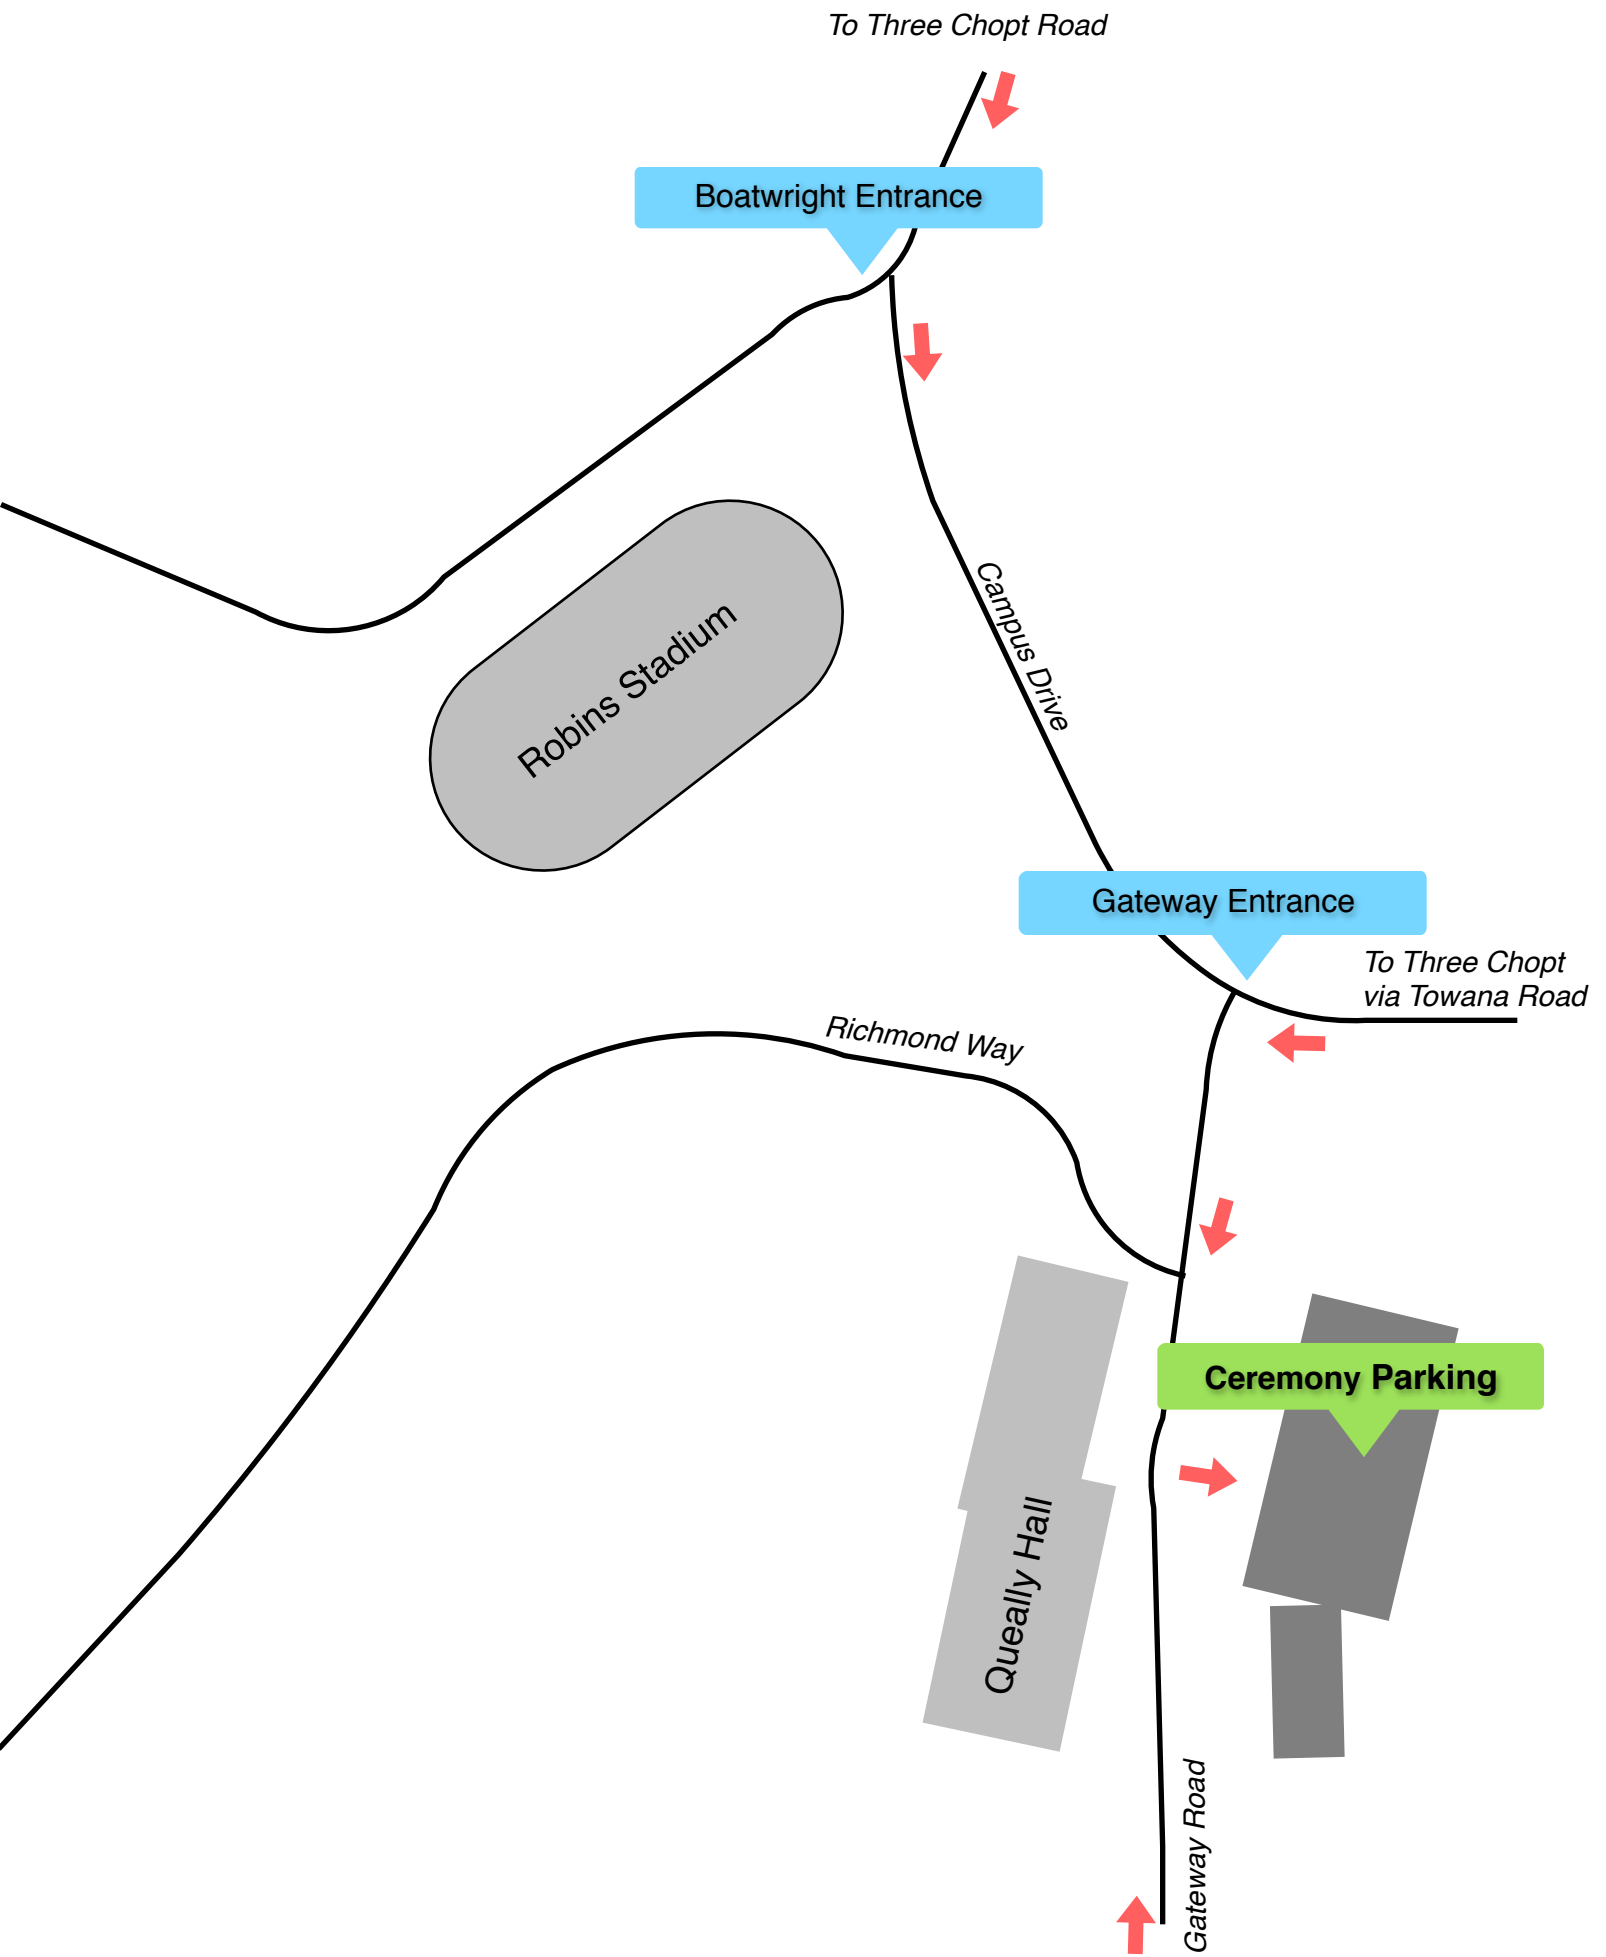 To Three Chopt Road
Boatwright Entrance
Campus Drive
Robins Stadium
Gateway Entrance
To Three Chopt
via Towana Road
Richmond Way
Ceremony Parking
Queally Hall
Gateway Road